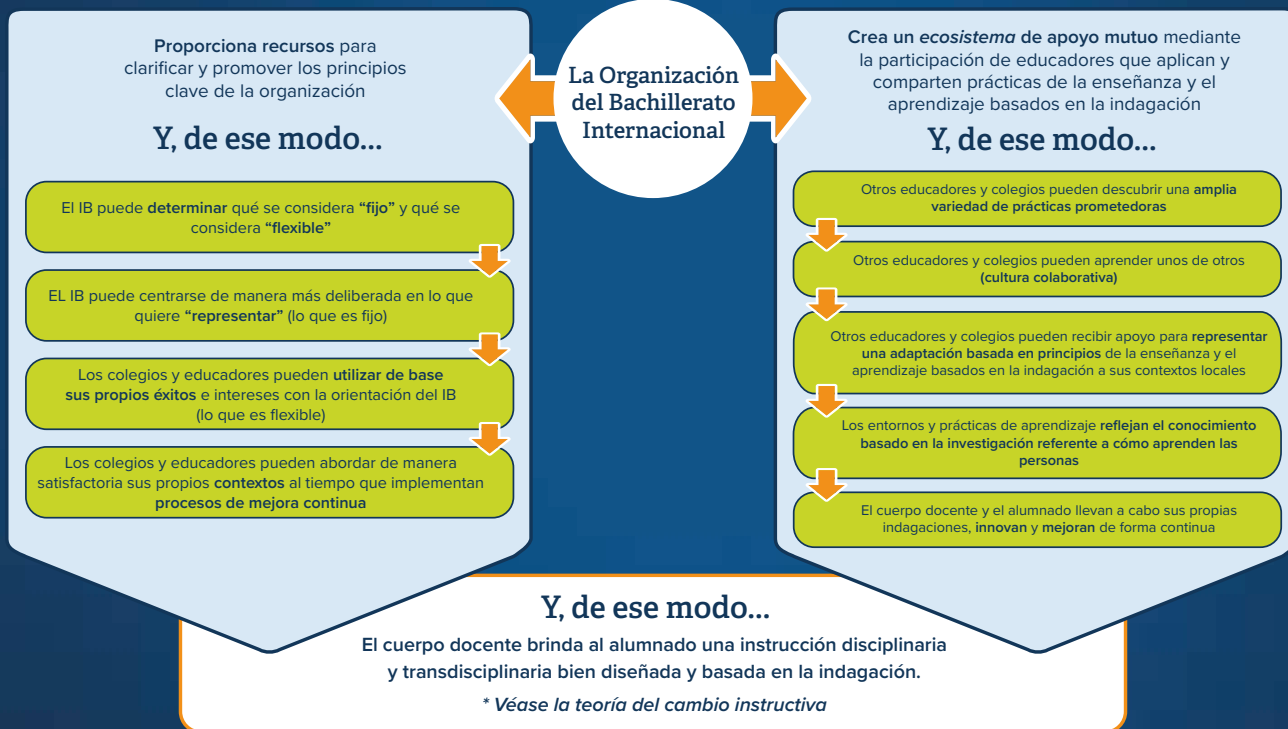 Proporciona recursos para
clarificar y promover los principios
clave de la organización
Y, de ese modo...
El IB puede determinar qué se considera “fijo” y qué se
considera “flexible”
EL IB puede centrarse de manera más deliberada en lo que
quiere “representar” (lo que es fijo)
Los colegios y educadores pueden utilizar de base
sus propios éxitos e intereses con la orientación del IB
(lo que es flexible)
Los colegios y educadores pueden abordar de manera
satisfactoria sus propios contextos al tiempo que implementan
procesos de mejora continua
La Organización
del Bachillerato
Internacional
Crea un ecosistema de apoyo mutuo mediante
la participación de educadores que aplican y
comparten prácticas de la enseñanza y el
aprendizaje basados en la indagación
Y, de ese modo...
Otros educadores y colegios pueden descubrir una amplia
variedad de prácticas prometedoras
Otros educadores y colegios pueden aprender unos de otros
(cultura colaborativa)
Otros educadores y colegios pueden recibir apoyo para representar
una adaptación basada en principios de la enseñanza y el
aprendizaje basados en la indagación a sus contextos locales
Los entornos y prácticas de aprendizaje reflejan el conocimiento
basado en la investigación referente a cómo aprenden las
personas
El cuerpo docente y el alumnado llevan a cabo sus propias
indagaciones, innovan y mejoran de forma continua
Y, de ese modo...
El cuerpo docente brinda al alumnado una instrucción disciplinaria
y transdisciplinaria bien diseñada y basada en la indagación.
* Véase la teoría del cambio instructiva